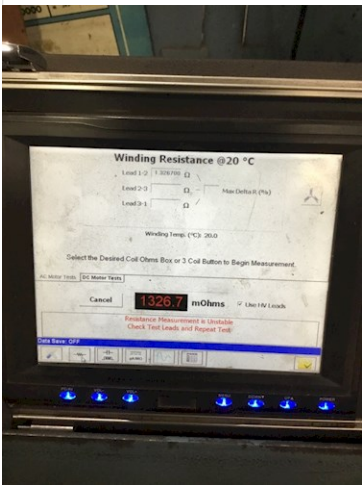 Winding Resistance @20 °C
Lead 1-2 Ω
Lead 2-3 Ω Max Delta R (%)
Lead 3-1 Ω
Winding Temp. (°C): 20.0
Select the Desired Coil Ohms Box or 3 Coil Button to Begin Measurement.
AC Motor Tests DC Motor Tests
Cancel 1326.7 mOhms Use HV Leads
Resistance Measurement is Unstable
Check Test Leads and Repeat Test
Data Base: OFF